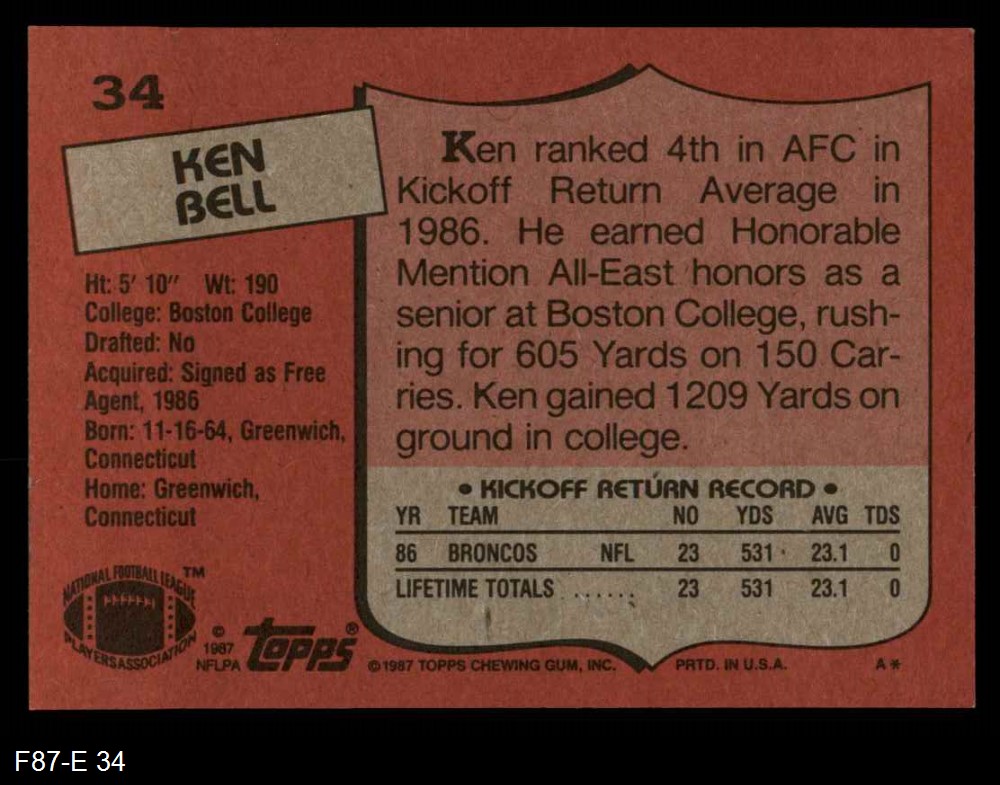 34
KEN
BELL
Ht: 5' 10" Wt: 190
College: Boston College
Drafted: No
Acquired: Signed as Free
Agent, 1986
Born: 11-16-64, Greenwich,
Connecticut
Home: Greenwich,
Connecticut
Ken ranked 4th in AFC in
Kickoff Return Average in
1986. He earned Honorable
Mention All-East honors as a
senior at Boston College, rush-
ing for 605 Yards on 150 Car-
ries. Ken gained 1209 Yards on
ground in college.
• KICKOFF RETURN RECORD •
YR TEAM NO YDS AVG TDS
86 BRONCOS NFL 23 531 23.1 0
LIFETIME TOTALS ...... 23 531 23.1 0
NATIONAL FOOTBALL LEAGUE
PLAYERS ASSOCIATION
TM
©
1987
NFLPA
topps®
© 1987 TOPPS CHEWING GUM, INC. PRTD. IN U.S.A. A*
F87-E 34